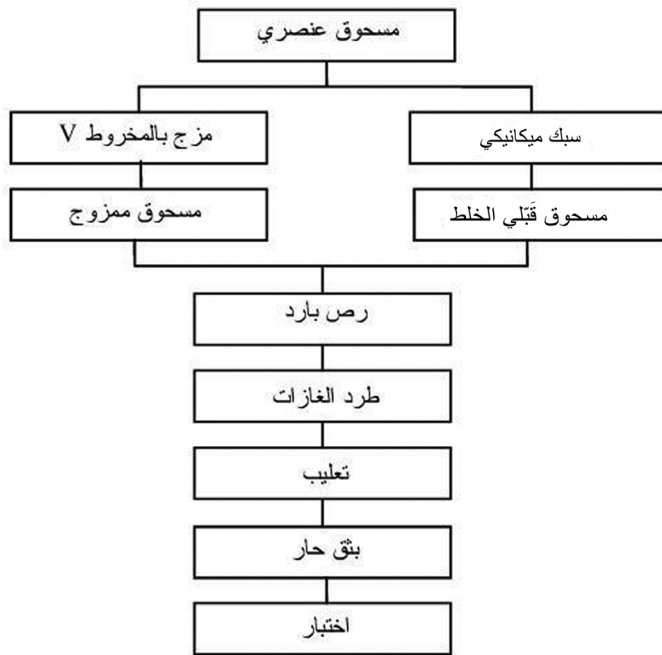 مسحوق عنصري
مزج بالمخروط V
سبك ميكانيكي
مسحوق ممزوج
مسحوق قَبّلي الخلط
رص بارد
طرد الغازات
تعليب
بثق حار
اختبار